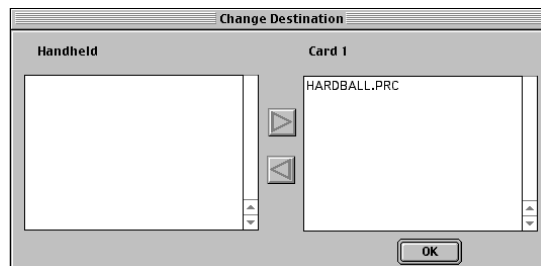 Change Destination
Handheld
Card 1
HARDBALL.PRC
OK